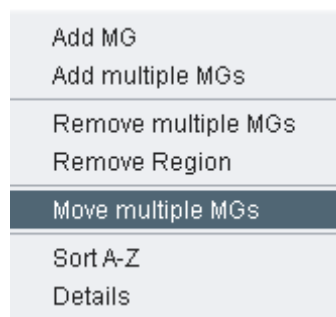 Add MG
Add multiple MGs
Remove multiple MGs
Remove Region
Move multiple MGs
Sort A-Z
Details